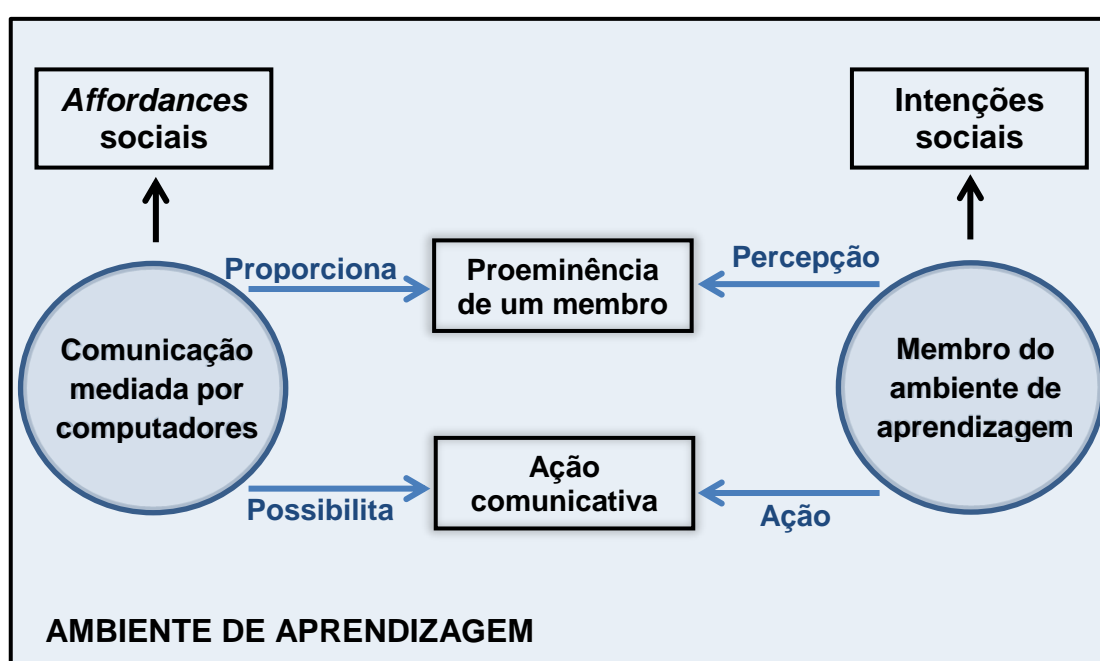 Affordances
sociais
Intenções
sociais
Proporciona
Proeminência
de um membro
Percepção
Comunicação
mediada por
computadores
Membro do
ambiente de
aprendizagem
Possibilita
Ação
comunicativa
Ação
AMBIENTE DE APRENDIZAGEM